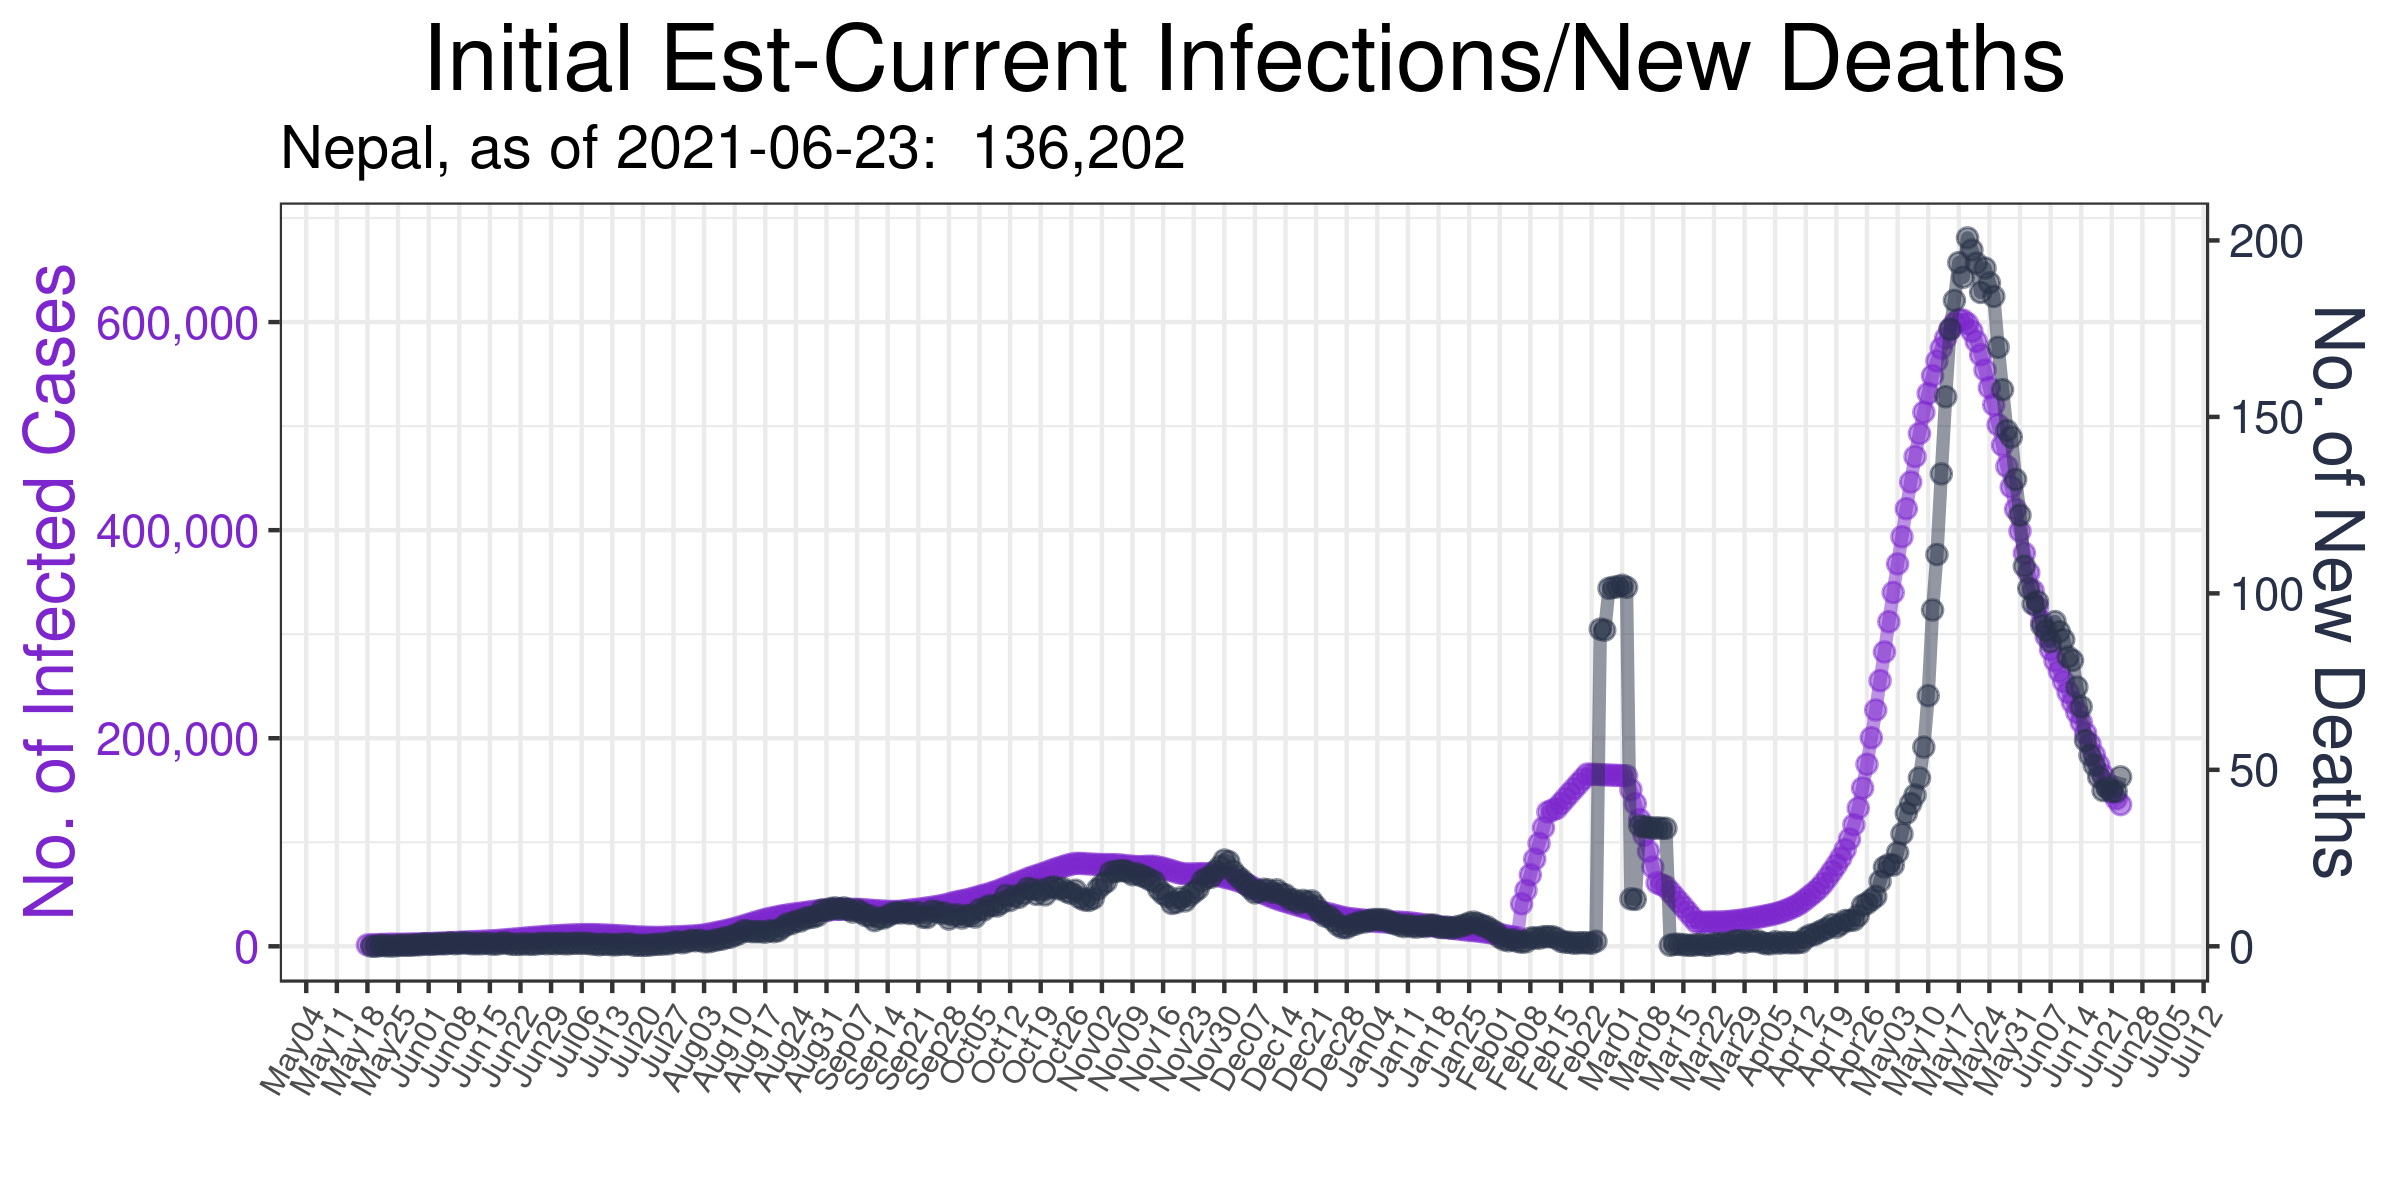 Initial Est-Current Infections/New Deaths
Nepal, as of 2021-06-23:  136,202
No. of Infected Cases
600,000
400,000
200,000
0
200
150
100
50
0
No. of New Deaths
May04
May11
May18
May25
Jun01
Jun08
Jun15
Jun22
Jun29
Jul06
Jul13
Jul20
Jul27
Aug03
Aug10
Aug17
Aug24
Aug31
Sep07
Sep14
Sep21
Sep28
Oct05
Oct12
Oct19
Oct26
Nov02
Nov09
Nov16
Nov23
Nov30
Dec07
Dec14
Dec21
Dec28
Jan04
Jan11
Jan18
Jan25
Feb01
Feb08
Feb15
Feb22
Mar01
Mar08
Mar15
Mar22
Mar29
Apr05
Apr12
Apr19
Apr26
May03
May10
May17
May24
May31
Jun07
Jun14
Jun21
Jun28
Jul05
Jul12